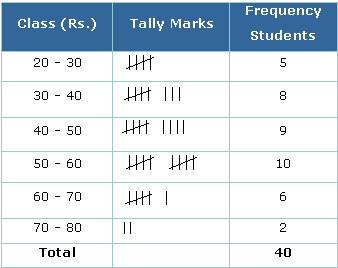 Class (Rs.) Tally Marks Frequency Students
20 - 30 5
30 - 40 8
40 - 50 9
50 - 60 10
60 - 70 6
70 - 80 2
Total 40